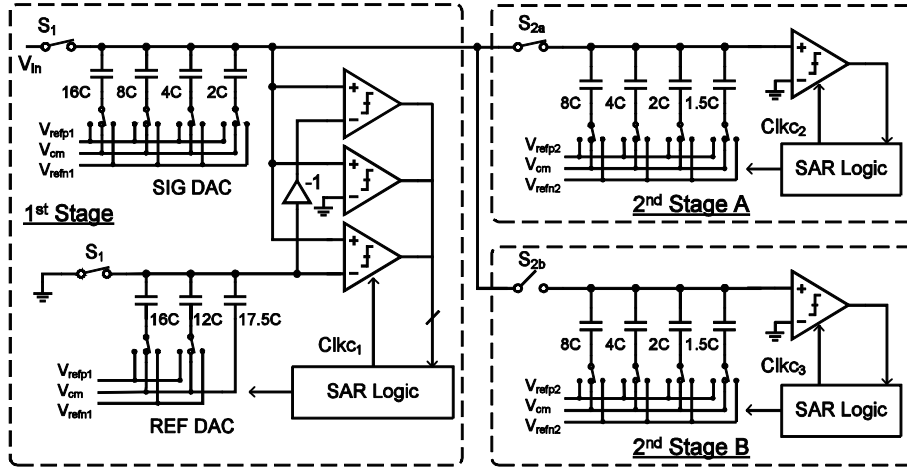 S1
Vin
16C 8C 4C 2C
Vrefp1
Vcm
Vrefn1
SIG DAC
1st Stage
+
−
-1
+
−
+
−
S1
16C 12C 17.5C
Vrefp1
Vcm
Vrefn1
REF DAC
Clkc1
SAR Logic
S2a
8C 4C 2C 1.5C
+
−
Clkc2
Vrefp2
Vcm
Vrefn2
SAR Logic
2nd Stage A
S2b
8C 4C 2C 1.5C
+
−
Clkc3
Vrefp2
Vcm
Vrefn2
SAR Logic
2nd Stage B